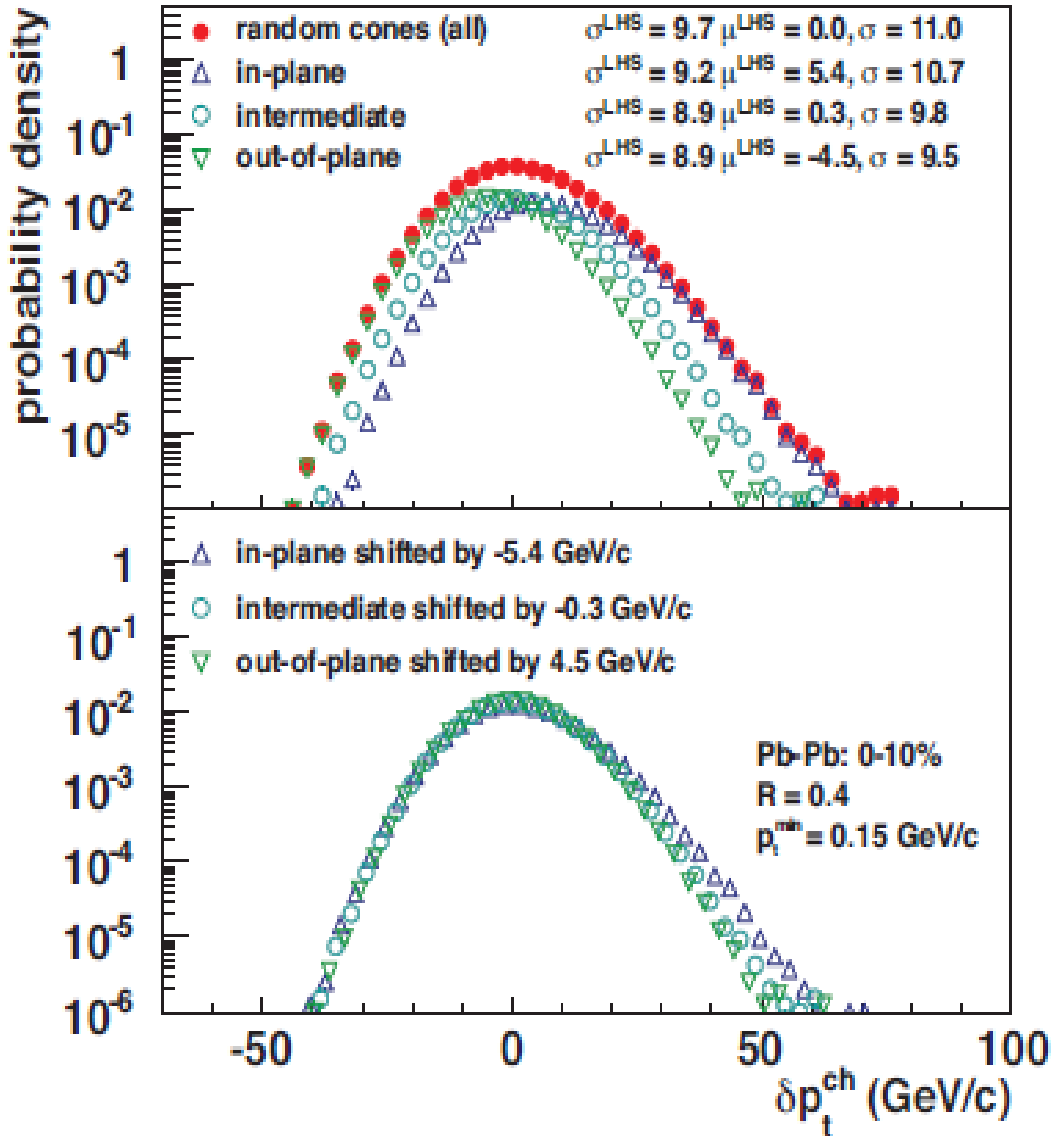 probability density
random cones (all) σ^LHS = 9.7 μ^LHS = 0.0, σ = 11.0
in-plane σ^LHS = 9.2 μ^LHS = 5.4, σ = 10.7
intermediate σ^LHS = 8.9 μ^LHS = 0.3, σ = 9.8
out-of-plane σ^LHS = 8.9 μ^LHS = -4.5, σ = 9.5
1
10^-1
10^-2
10^-3
10^-4
10^-5
in-plane shifted by -5.4 GeV/c
intermediate shifted by -0.3 GeV/c
out-of-plane shifted by 4.5 GeV/c
Pb-Pb: 0-10%
R = 0.4
p_t^min = 0.15 GeV/c
1
10^-1
10^-2
10^-3
10^-4
10^-5
10^-6
-50 0 50 100
δp_t^ch (GeV/c)